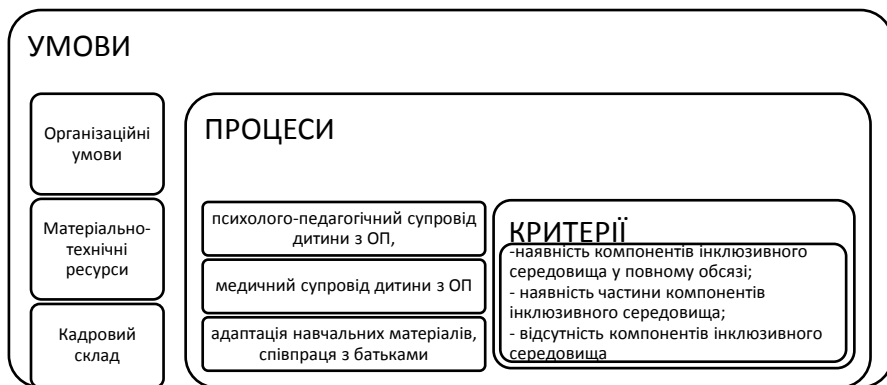 УМОВИ
Організаційні
умови
Матеріально-
технічні
ресурси
Кадровий
склад
ПРОЦЕСИ
психолого-педагогічний супровід
дитини з ОП,
медичний супровід дитини з ОП
адаптація навчальних матеріалів,
співпраця з батьками
КРИТЕРІЇ
-наявність компонентів інклюзивного
середовища у повному обсязі;
- наявність частини компонентів
інклюзивного середовища;
- відсутність компонентів інклюзивного
середовища